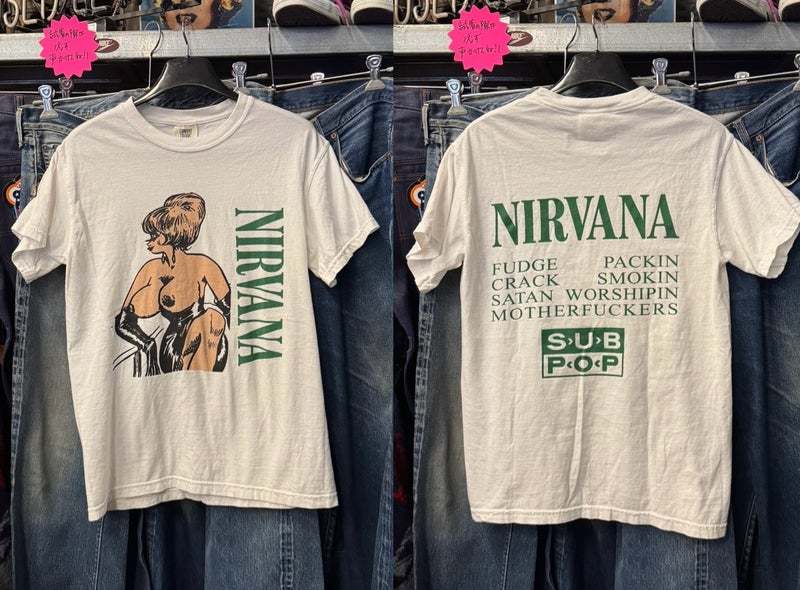 NIRVANA
NIRVANA
FUDGE PACKIN
CRACK SMOKIN
SATAN WORSHIPIN
MOTHERFUCKERS
SUB
POP